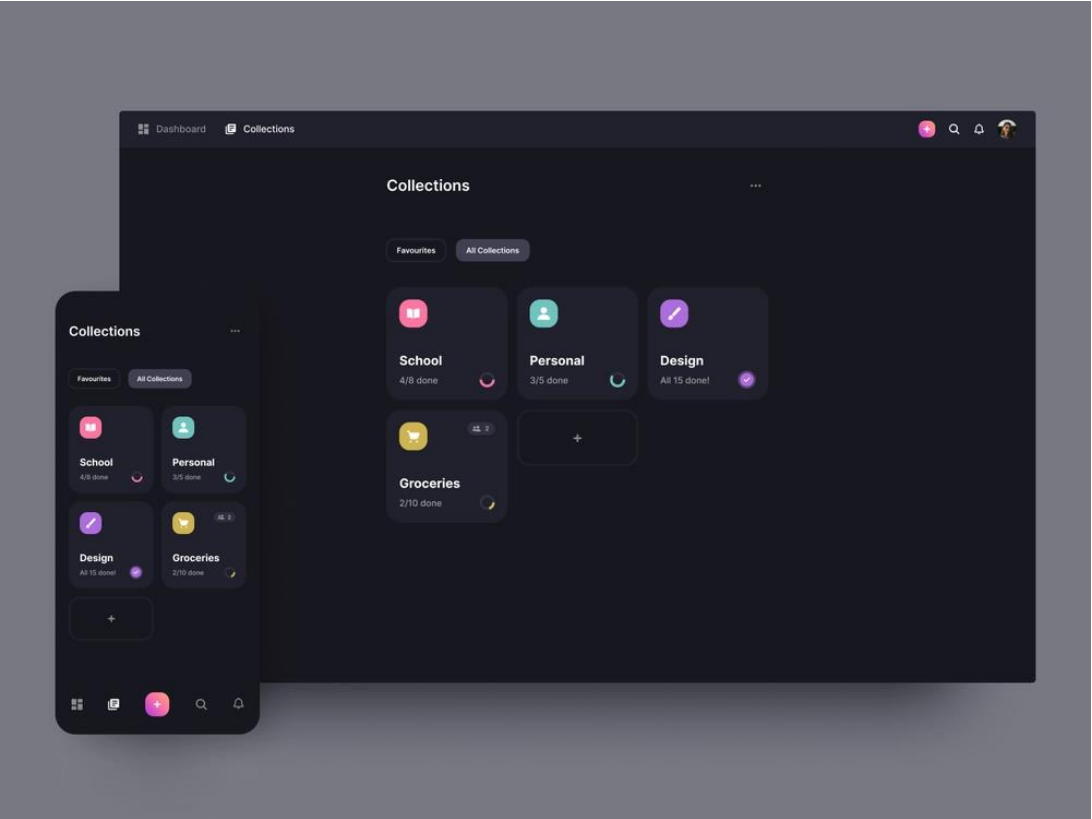 Dashboard Collections
Collections
Favourites All Collections
School
4/8 done
Personal
3/5 done
Design
All 15 done!
2
Groceries
2/10 done
+
Collections
Favourites All Collections
School
4/8 done
Personal
3/5 done
Design
All 15 done!
2
Groceries
2/10 done
+